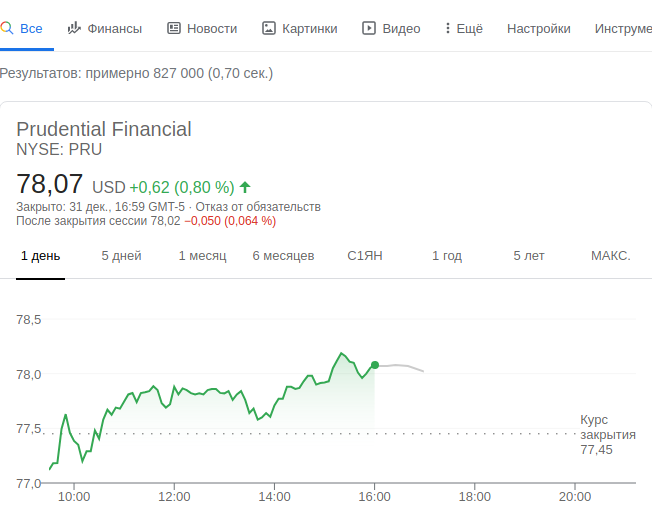 Все Финансы Новости Картинки Видео Ещё Настройки Инструме
Результатов: примерно 827 000 (0,70 сек.)
Prudential Financial
NYSE: PRU
78,07 USD +0,62 (0,80 %)
Закрыто: 31 дек., 16:59 GMT-5 · Отказ от обязательств
После закрытия сессии 78,02 −0,050 (0,064 %)
1 день 5 дней 1 месяц 6 месяцев С1ЯН 1 год 5 лет МАКС.
78,5
78,0
77,5
Курс
закрытия
77,45
77,0
10:00 12:00 14:00 16:00 18:00 20:00